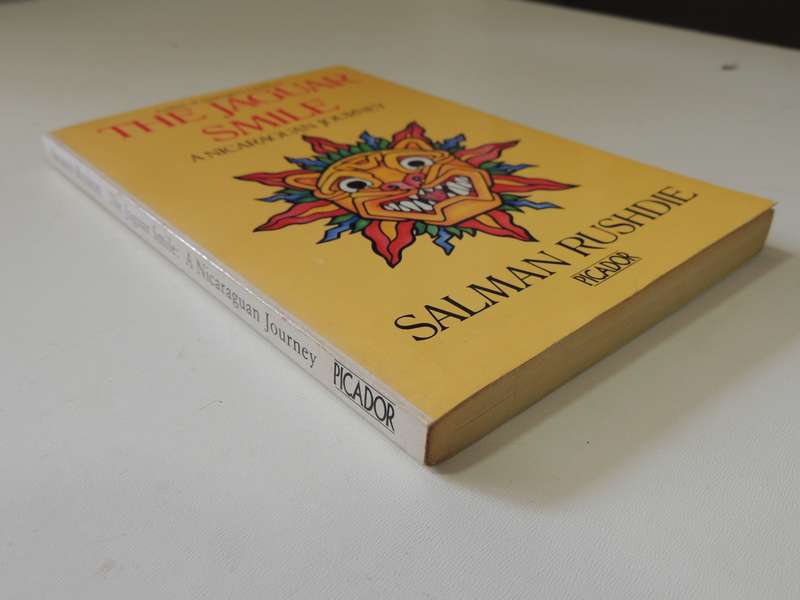 THE JAGUAR
SMILE
A NICARAGUAN JOURNEY
SALMAN RUSHDIE
PICADOR
The Jaguar Smile: A Nicaraguan Journey
PICADOR